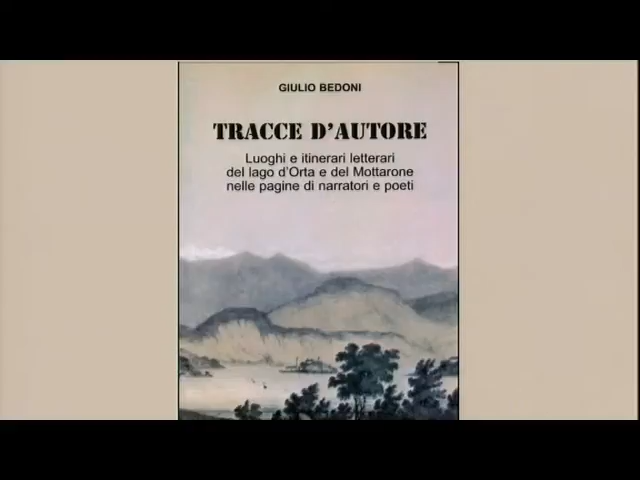 GIULIO BEDONI
TRACCE D'AUTORE
Luoghi e itinerari letterari
del lago d'Orta e del Mottarone
nelle pagine di narratori e poeti